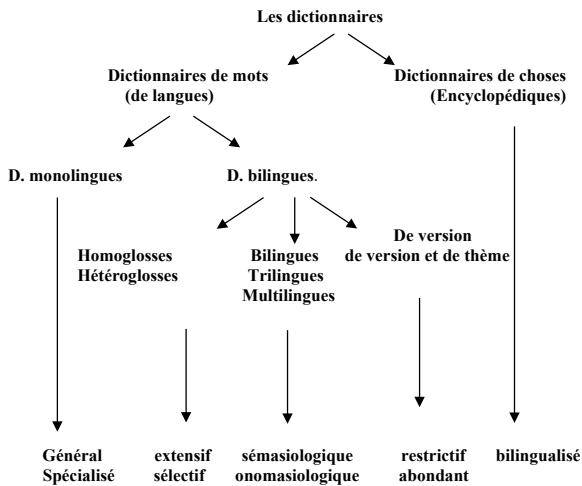 Les dictionnaires
Dictionnaires de mots
(de langues)
Dictionnaires de choses
(Encyclopédiques)
D. monolingues
D. bilingues.
Homoglosses
Hétéroglosses
Bilingues
Trilingues
Multilingues
De version
de version et de thème
Général
Spécialisé
extensif
sélectif
sémasiologique
onomasiologique
restrictif
abondant
bilingualisé